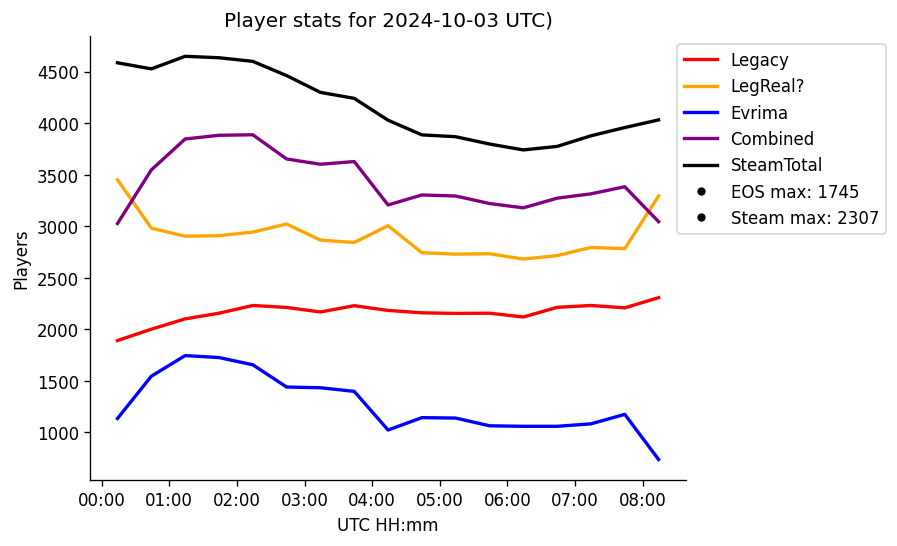 Player stats for 2024-10-03 UTC)
Legacy
LegReal?
Evrima
Combined
SteamTotal
EOS max: 1745
Steam max: 2307
Players
4500
4000
3500
3000
2500
2000
1500
1000
00:00 01:00 02:00 03:00 04:00 05:00 06:00 07:00 08:00
UTC HH:mm